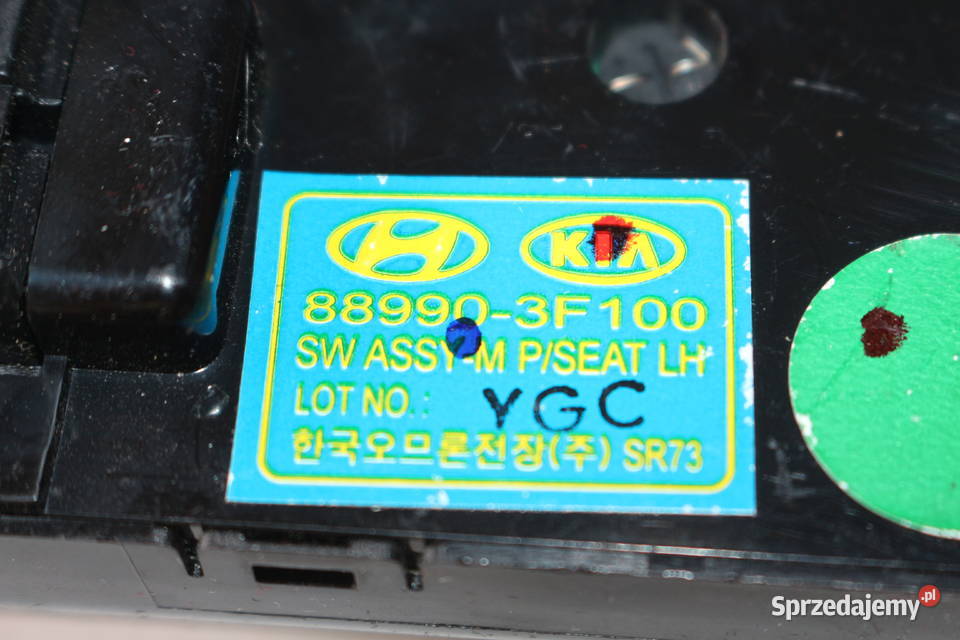 KIA
88990-3F100
SW ASSY-M P/SEAT LH
LOT NO.: YGC
한국오므론전장(주) SR73
Sprzedajemy.pl